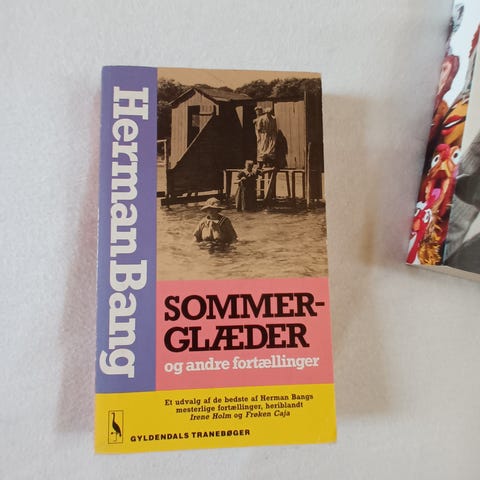 Herman Bang
SOMMER-
GLÆDER
og andre fortællinger
Et udvalg af de bedste af Herman Bangs
mesterlige fortællinger, heriblandt
Irene Holm og Frøken Caja
GYLDENDALS TRANEBØGER